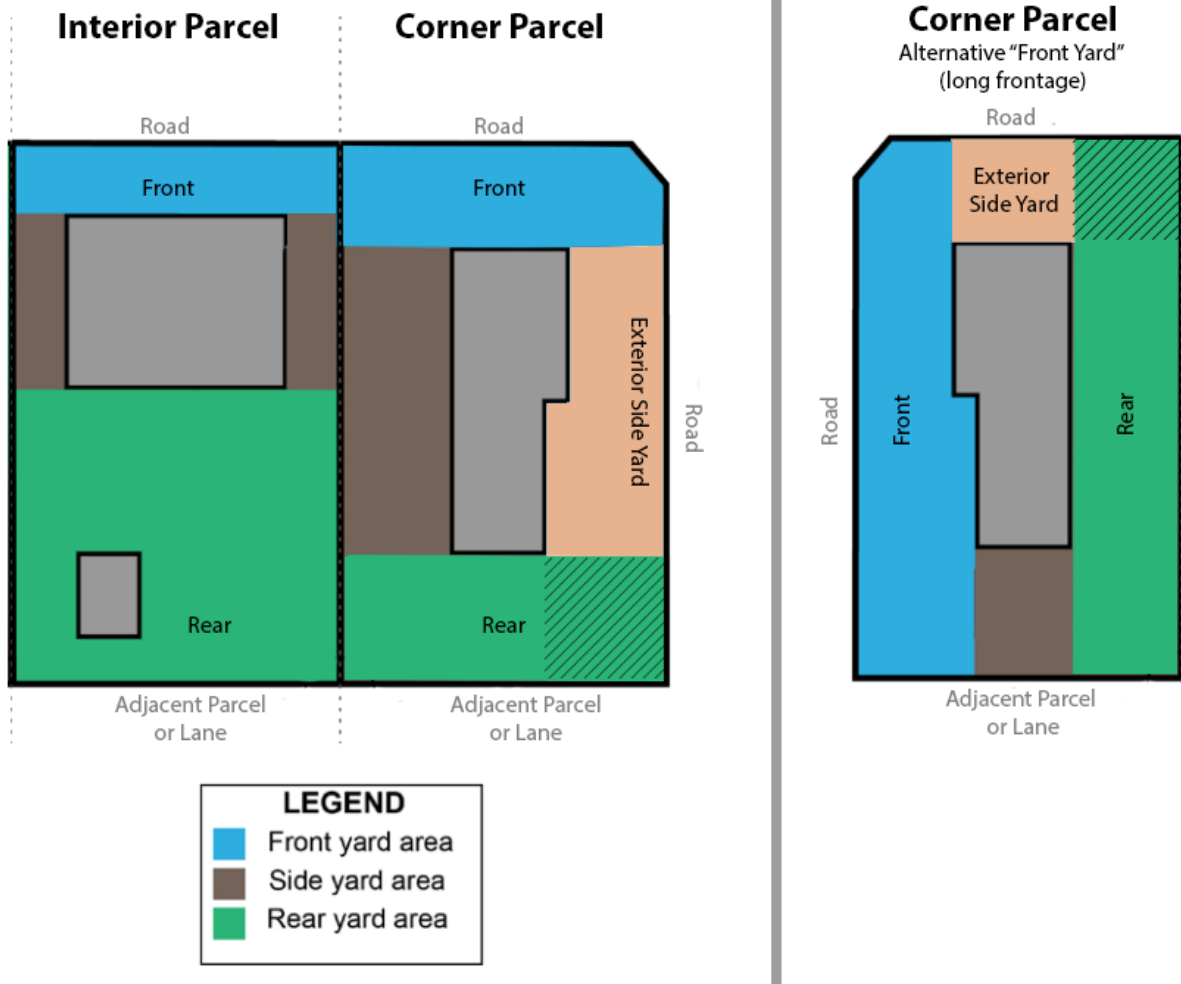 Interior Parcel
Corner Parcel
Road
Road
Front
Front
Exterior Side Yard
Road
Rear
Rear
Adjacent Parcel
or Lane
Adjacent Parcel
or Lane
LEGEND
Front yard area
Side yard area
Rear yard area
Corner Parcel
Alternative “Front Yard”
(long frontage)
Road
Exterior
Side Yard
Road
Front
Rear
Adjacent Parcel
or Lane